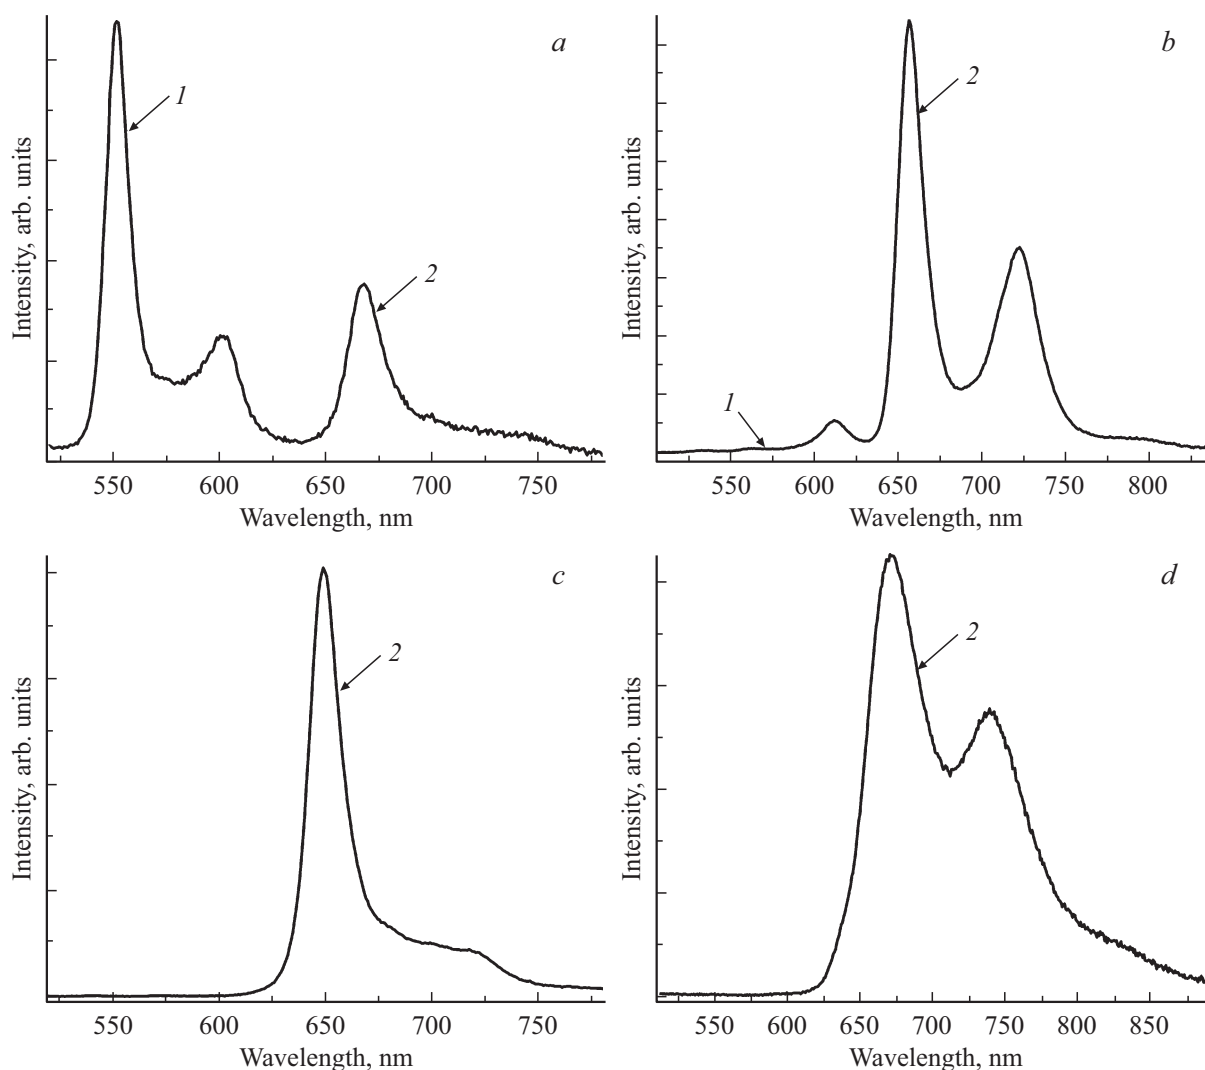 a
1
2
Intensity, arb. units
550 600 650 700 750
Wavelength, nm
b
2
1
Intensity, arb. units
550 600 650 700 750 800
Wavelength, nm
c
2
Intensity, arb. units
550 600 650 700 750
Wavelength, nm
d
2
Intensity, arb. units
550 600 650 700 750 800 850
Wavelength, nm